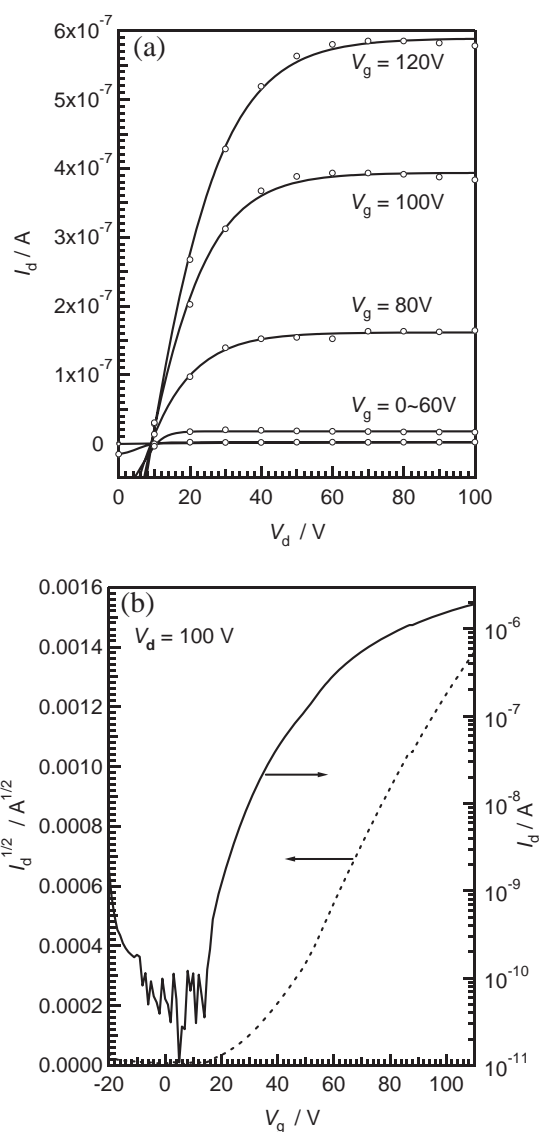 (a)
6x10-7
5x10-7
4x10-7
3x10-7
2x10-7
1x10-7
0
Id / A
Vg = 120V
Vg = 100V
Vg = 80V
Vg = 0~60V
0 20 40 60 80 100
Vd / V
(b)
Vd = 100 V
0.0016
0.0014
0.0012
0.0010
0.0008
0.0006
0.0004
0.0002
0.0000
Id1/2 / A1/2
10-6
10-7
10-8
10-9
10-10
10-11
Id / A
-20 0 20 40 60 80 100
Vg / V